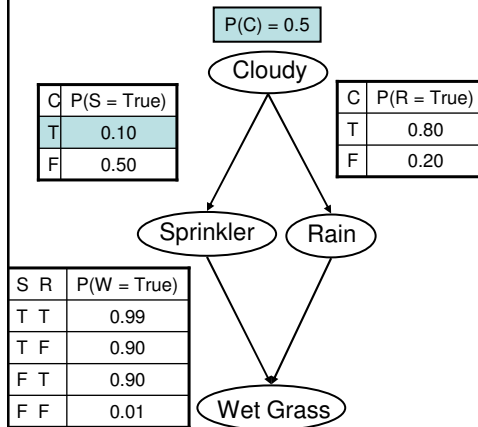 P(C) = 0.5
Cloudy
C P(S = True)
T 0.10
F 0.50
C P(R = True)
T 0.80
F 0.20
Sprinkler
Rain
S R P(W = True)
T T 0.99
T F 0.90
F T 0.90
F F 0.01
Wet Grass